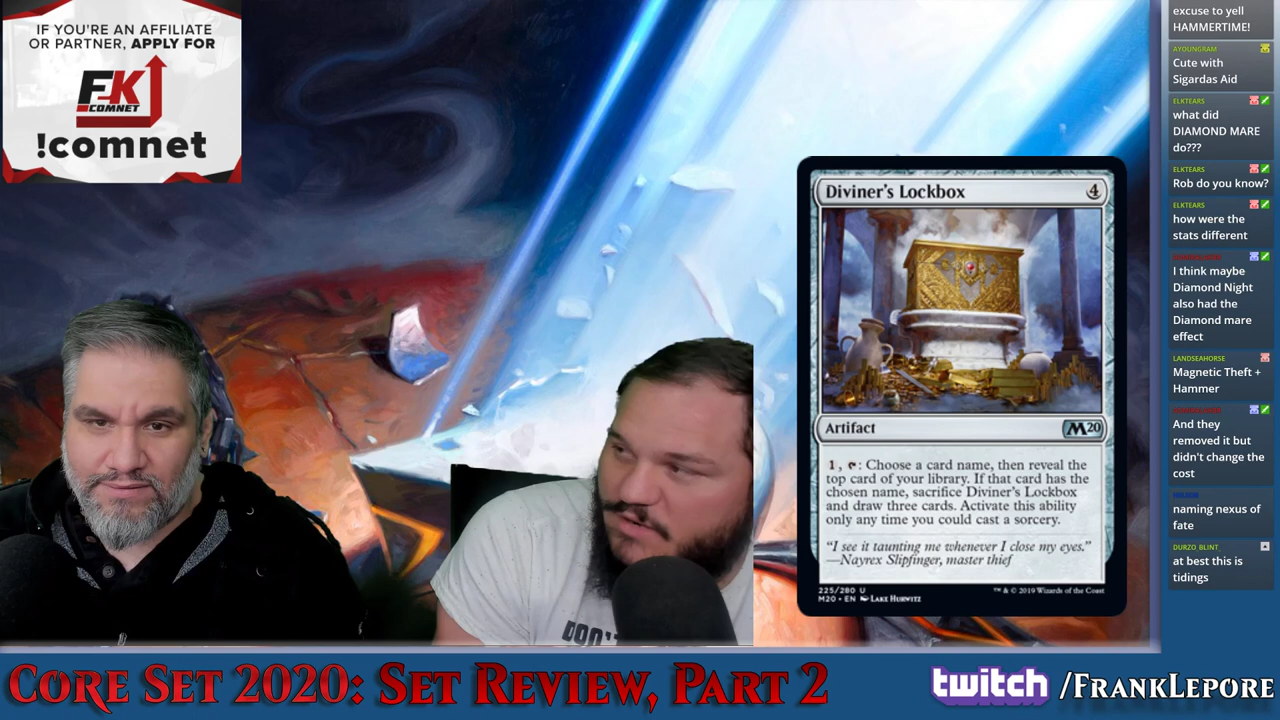 IF YOU'RE AN AFFILIATE
OR PARTNER, APPLY FOR
FK
COMNET
!comnet
Diviner's Lockbox 4
Artifact M20
1, T: Choose a card name, then reveal the
top card of your library. If that card has the
chosen name, sacrifice Diviner's Lockbox
and draw three cards. Activate this ability
only any time you could cast a sorcery.
"I see it taunting me whenever I close my eyes."
—Nayrex Slipfinger, master thief
225/280 U
M20 • EN LAKE HURWITZ
™ & © 2019 Wizards of the Coast
DON'T
excuse to yell
HAMMERTIME!
AYOUNGRAM
Cute with
Sigardas Aid
ELKTEARS
what did
DIAMOND MARE
do???
ELKTEARS
Rob do you know?
ELKTEARS
how were the
stats different
I think maybe
Diamond Night
also had the
Diamond mare
effect
LANDSEAHORSE
Magnetic Theft +
Hammer
And they
removed it but
didn't change the
cost
naming nexus of
fate
DURZO_BLINT_
at best this is
tidings
CORE SET 2020: SET REVIEW, PART 2
twitch /FRANKLEPORE